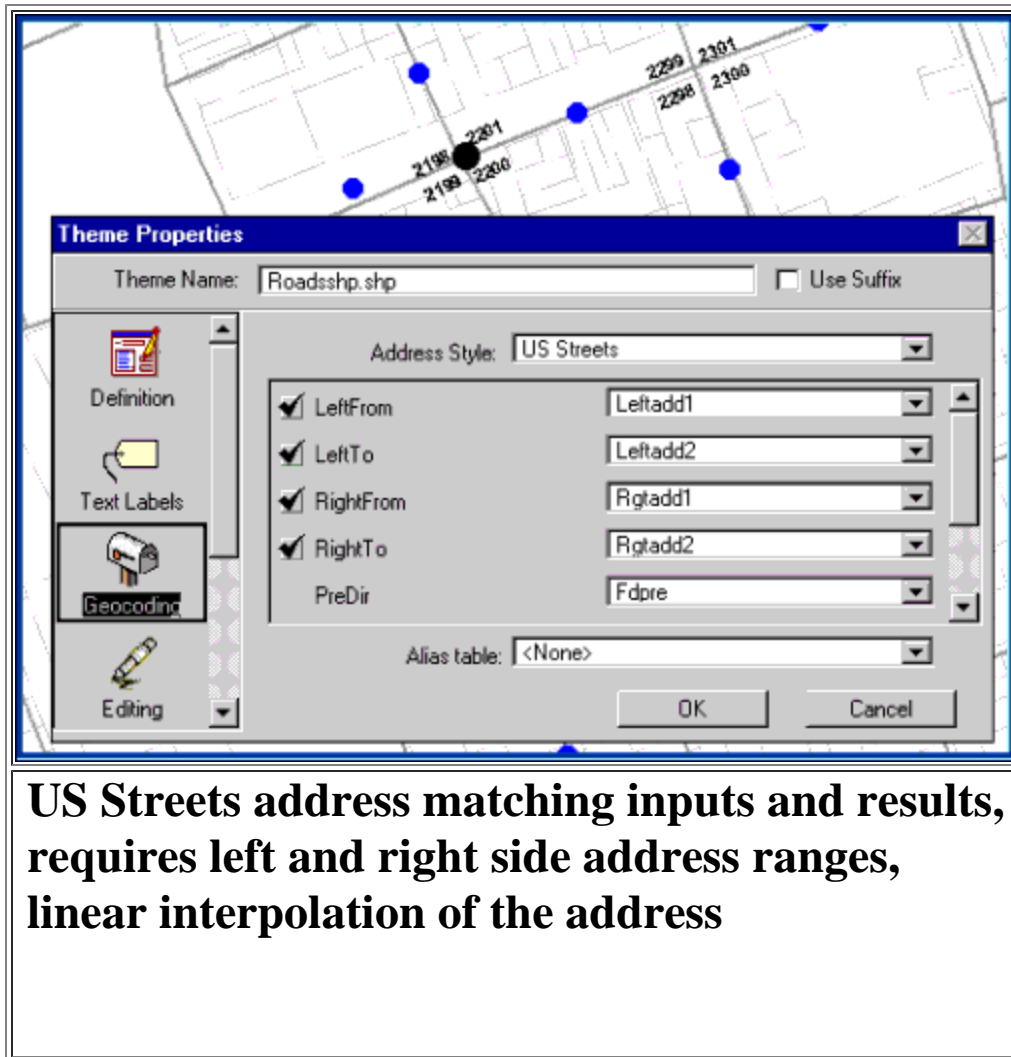 2299 2301
2298 2300
2198 2201
2199 2200
Theme Properties
Theme Name: Roadsshp.shp Use Suffix
Address Style: US Streets
Definition
LeftFrom Leftadd1
LeftTo Leftadd2
Text Labels
RightFrom Rgtadd1
RightTo Rgtadd2
Geocoding
PreDir Fdpre
Alias table: <None>
Editing
OK Cancel
US Streets address matching inputs and results,
requires left and right side address ranges,
linear interpolation of the address